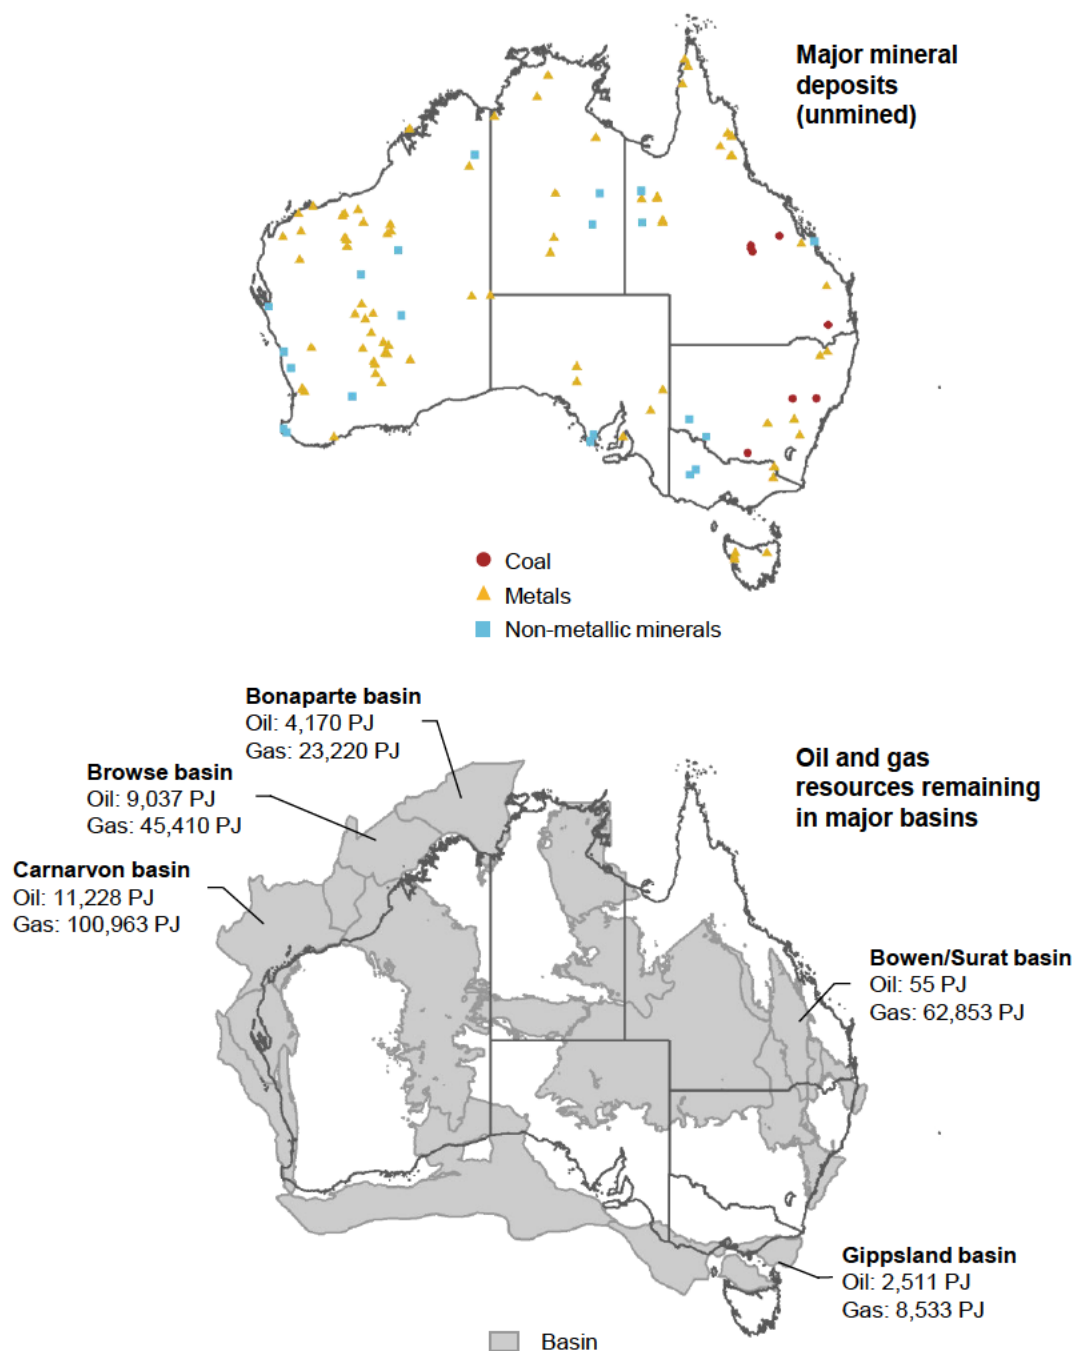 Major mineral
deposits
(unmined)
Coal
Metals
Non-metallic minerals
Bonaparte basin
Oil: 4,170 PJ
Gas: 23,220 PJ
Browse basin
Oil: 9,037 PJ
Gas: 45,410 PJ
Carnarvon basin
Oil: 11,228 PJ
Gas: 100,963 PJ
Oil and gas
resources remaining
in major basins
Bowen/Surat basin
Oil: 55 PJ
Gas: 62,853 PJ
Gippsland basin
Oil: 2,511 PJ
Gas: 8,533 PJ
Basin